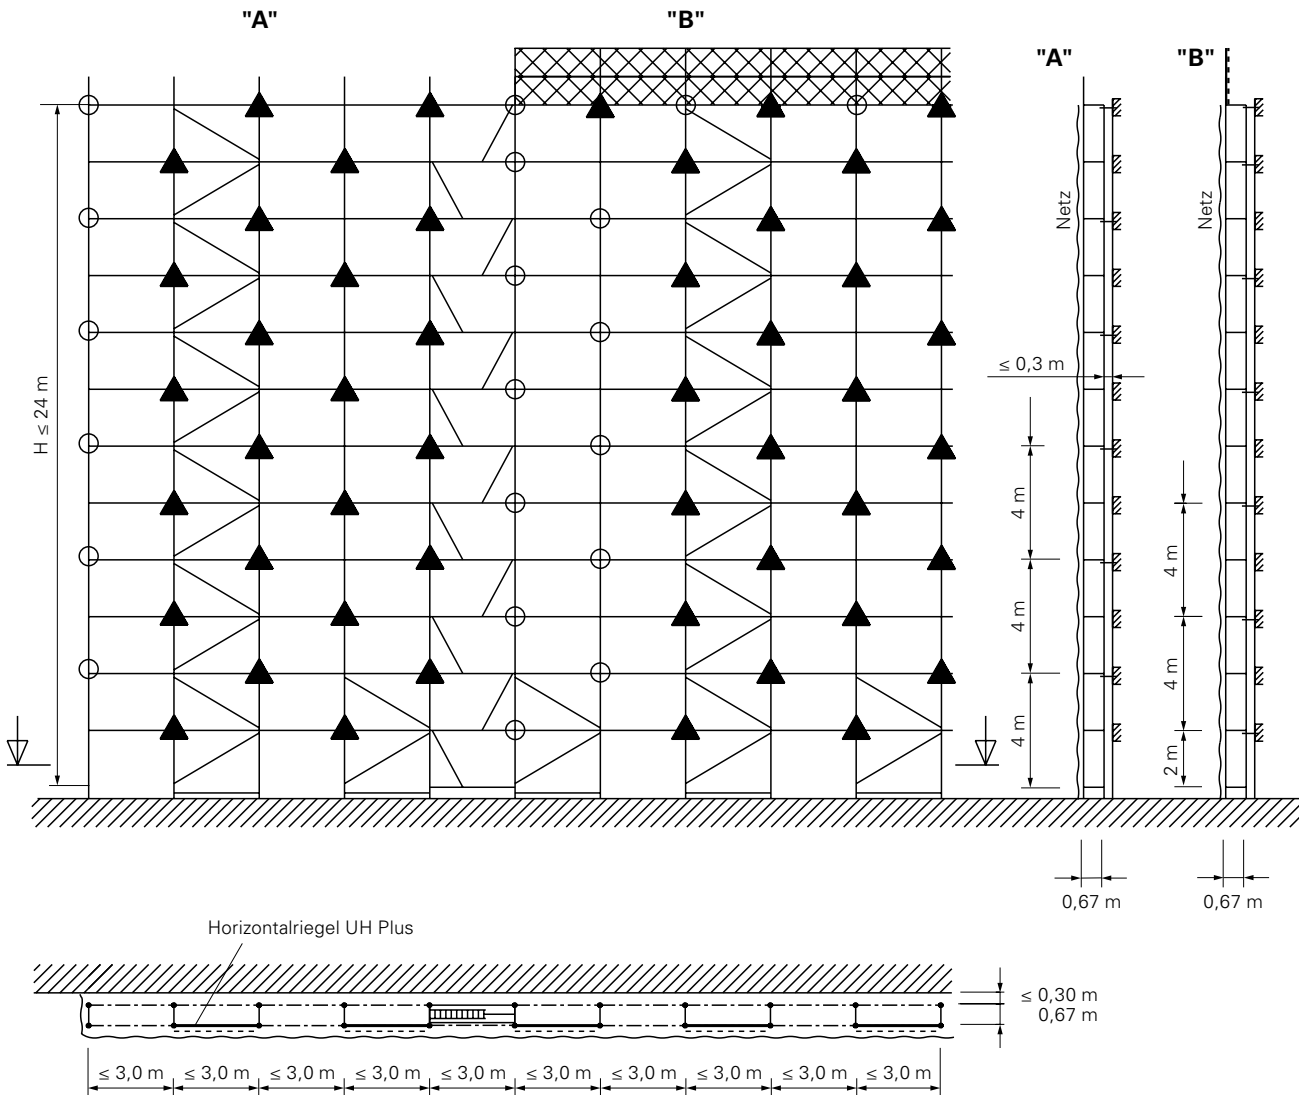 "A"
"B"
"A"
"B"
Netz
Netz
≤ 0,3 m
H ≤ 24 m
4 m
4 m
4 m
4 m
4 m
2 m
0,67 m
0,67 m
Horizontalriegel UH Plus
≤ 0,30 m
0,67 m
≤ 3,0 m
≤ 3,0 m
≤ 3,0 m
≤ 3,0 m
≤ 3,0 m
≤ 3,0 m
≤ 3,0 m
≤ 3,0 m
≤ 3,0 m
≤ 3,0 m